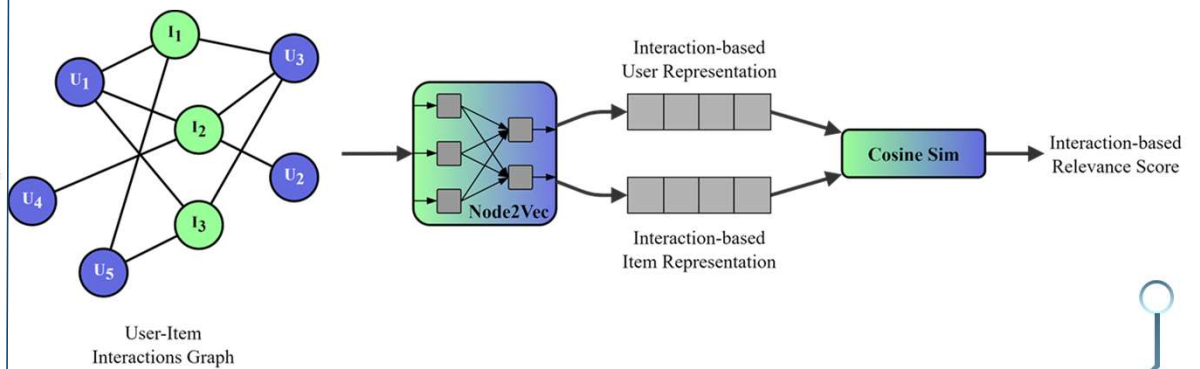 I1
U3
U1
I2
U2
U4
I3
U5
User-Item
Interactions Graph
Node2Vec
Interaction-based
User Representation
Interaction-based
Item Representation
Cosine Sim
Interaction-based
Relevance Score